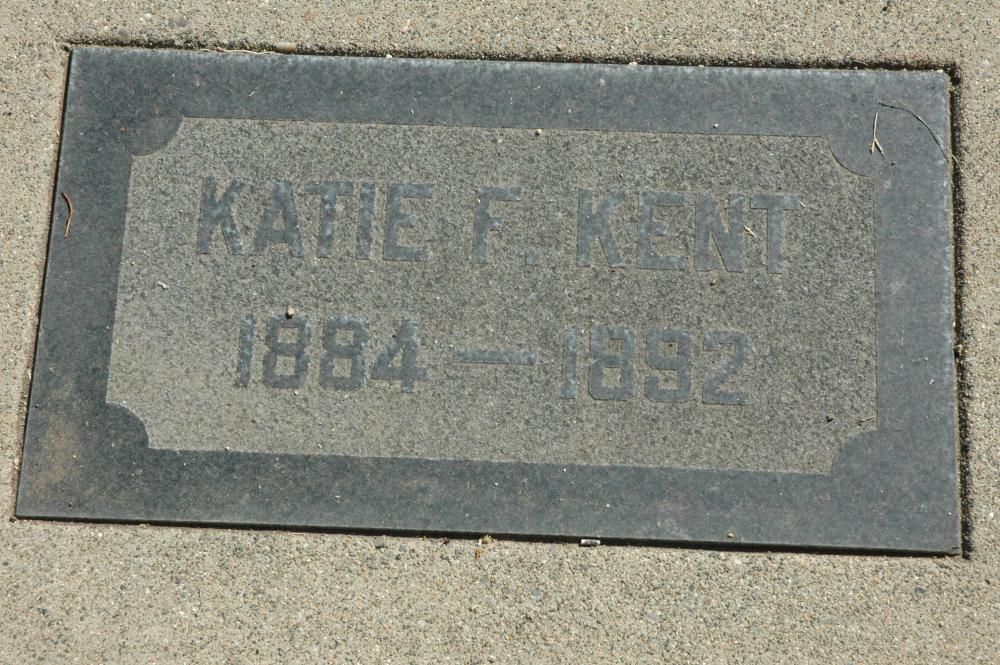 KATIE F. KENT
1884 — 1892